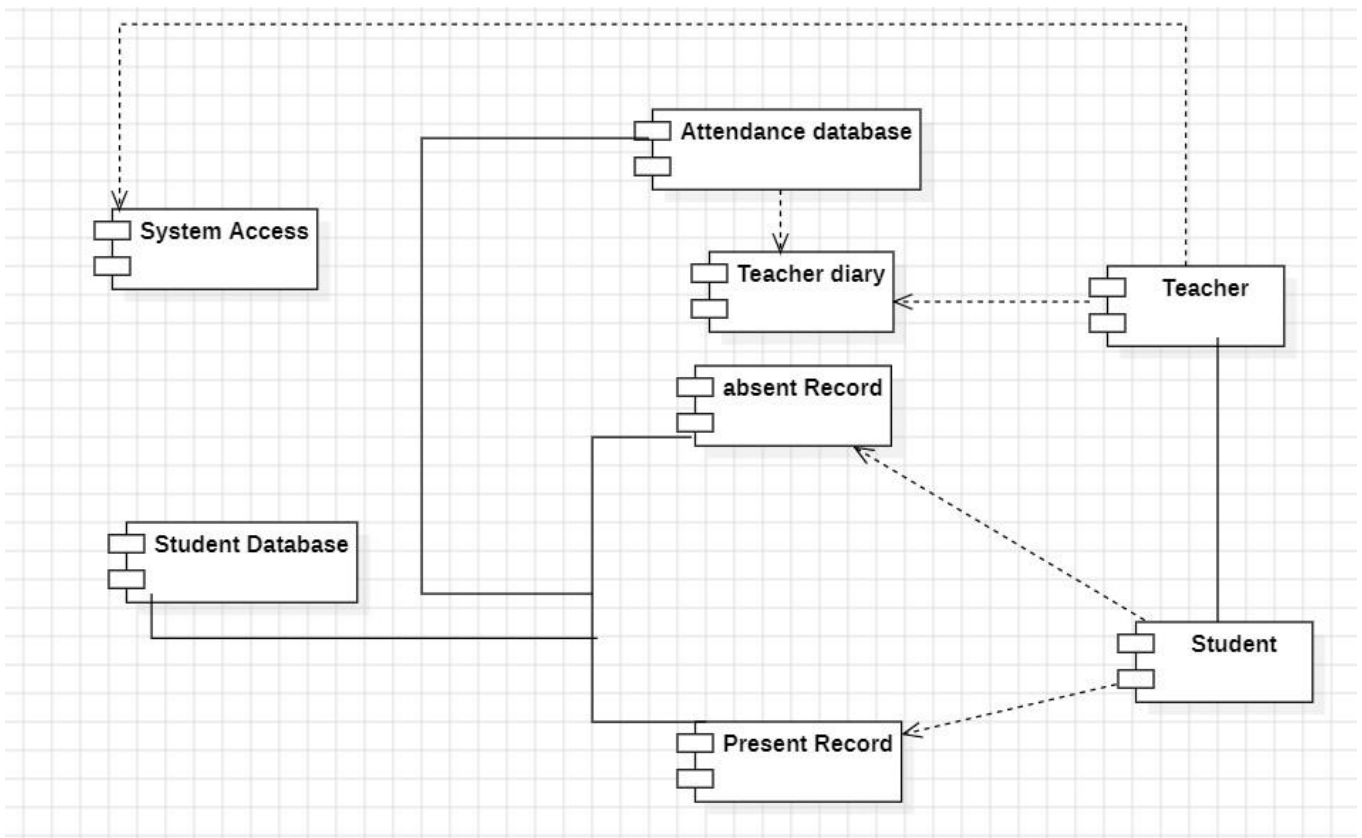 Attendance database
System Access
Teacher diary
Teacher
absent Record
Student Database
Student
Present Record